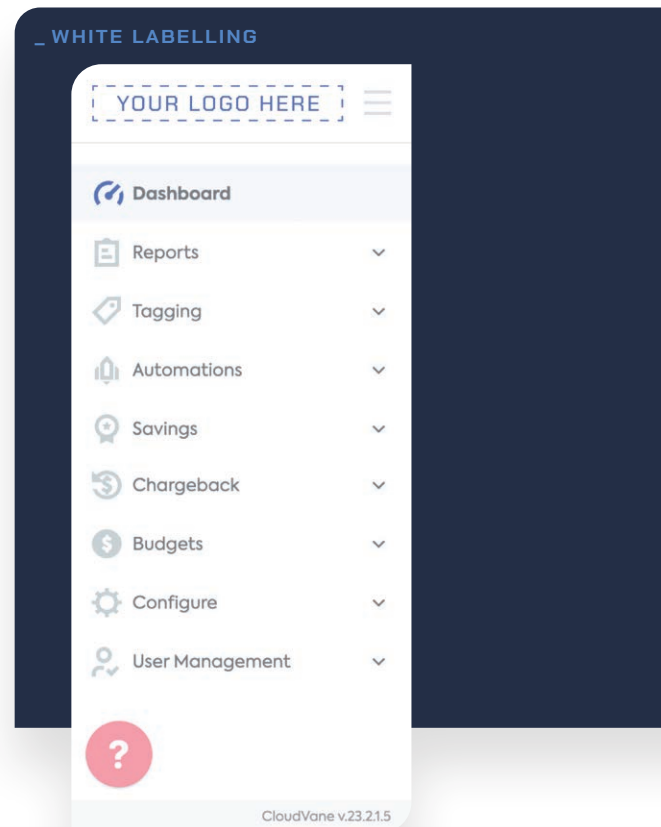 _ WHITE LABELLING
YOUR LOGO HERE
Dashboard
Reports
Tagging
Automations
Savings
Chargeback
Budgets
Configure
User Management
?
CloudVane v.23.2.1.5